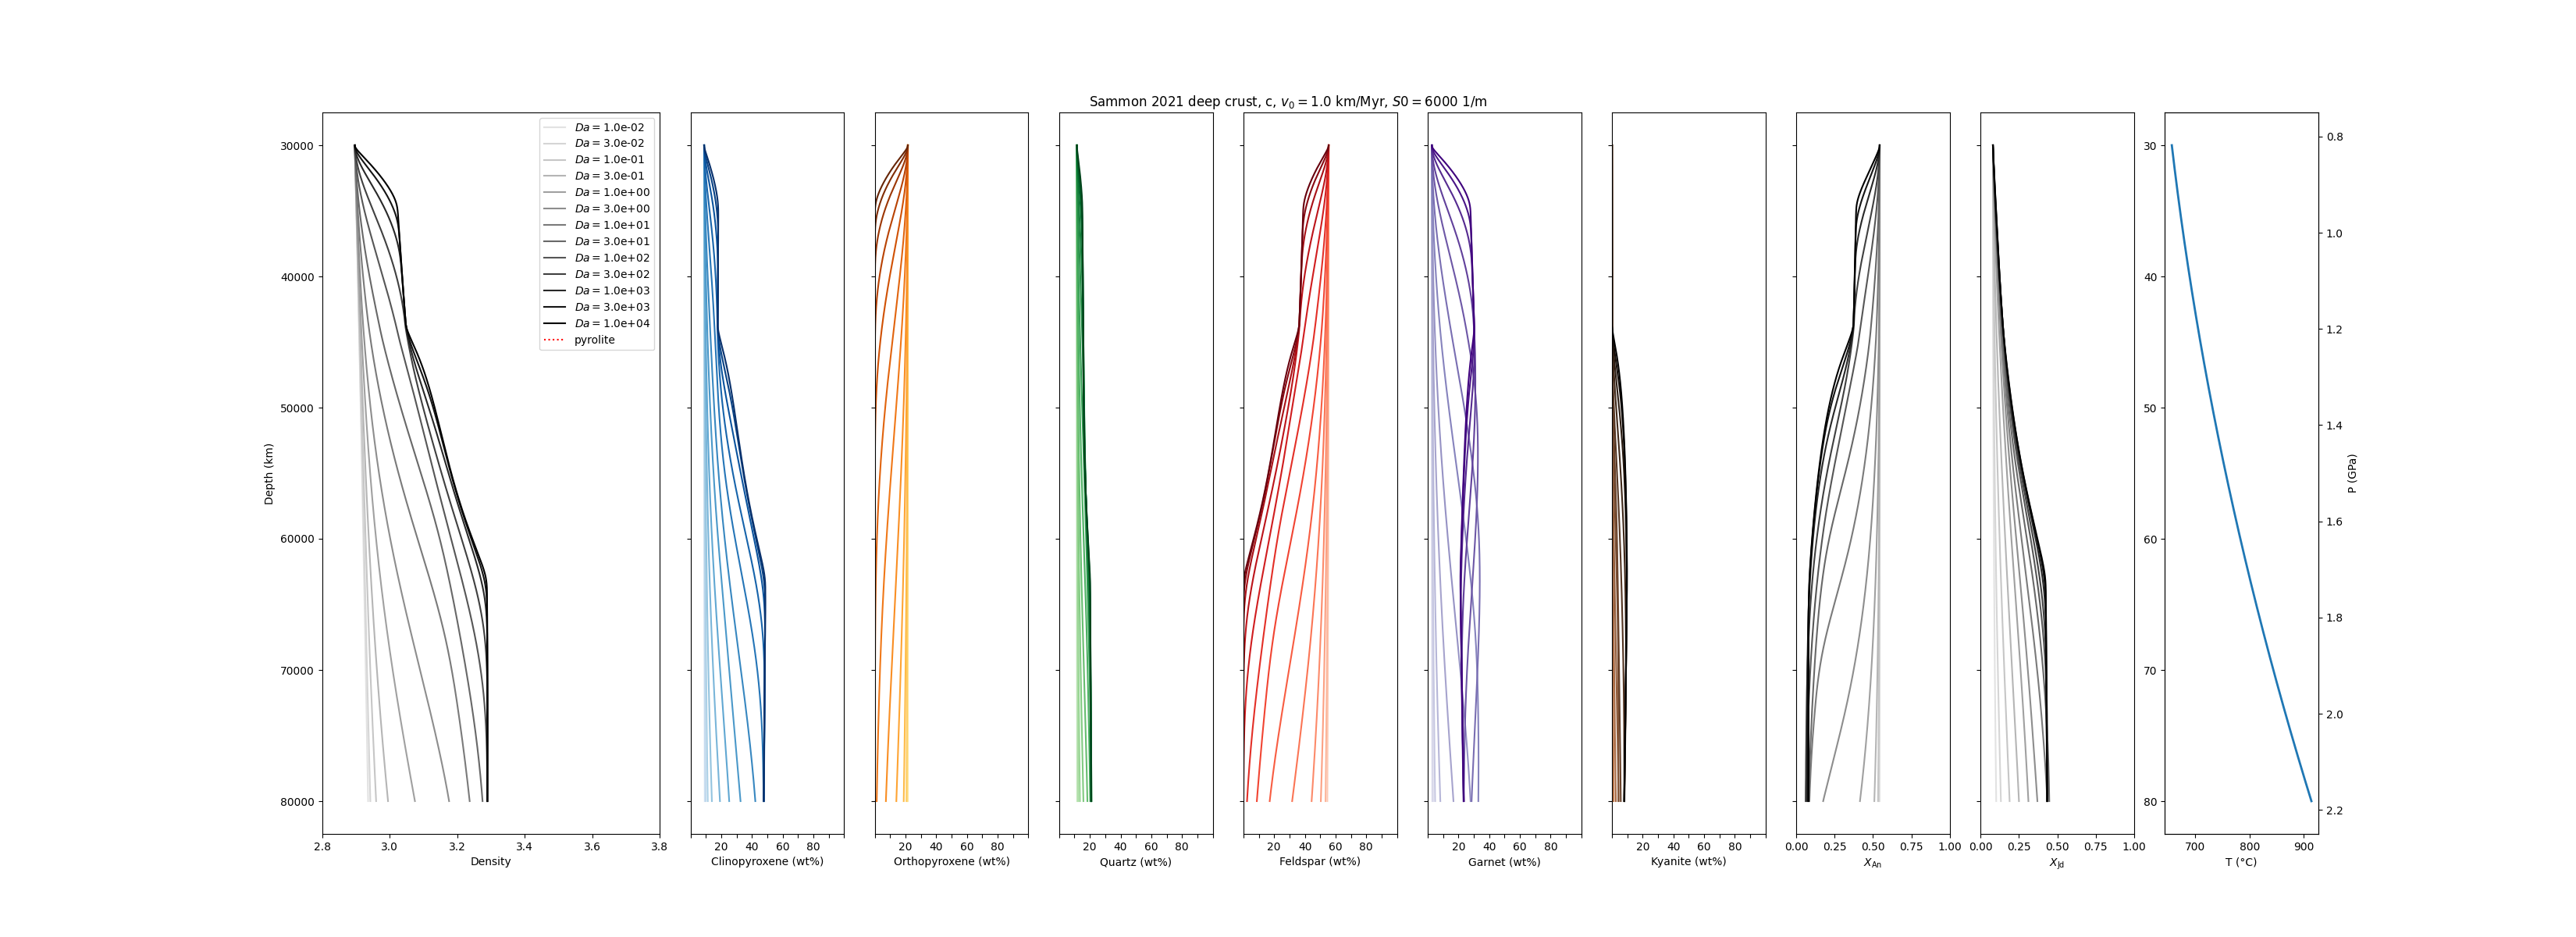 Sammon 2021 deep crust, c, v₀ = 1.0 km/Myr, S0 = 6000 1/m
Da = 1.0e-02
Da = 3.0e-02
Da = 1.0e-01
Da = 3.0e-01
Da = 1.0e+00
Da = 3.0e+00
Da = 1.0e+01
Da = 3.0e+01
Da = 1.0e+02
Da = 3.0e+02
Da = 1.0e+03
Da = 3.0e+03
Da = 1.0e+04
pyrolite
Depth (km)
30000
40000
50000
60000
70000
80000
2.8 3.0 3.2 3.4 3.6 3.8
Density
20 40 60 80
Clinopyroxene (wt%)
20 40 60 80
Orthopyroxene (wt%)
20 40 60 80
Quartz (wt%)
20 40 60 80
Feldspar (wt%)
20 40 60 80
Garnet (wt%)
20 40 60 80
Kyanite (wt%)
0.00 0.25 0.50 0.75 1.00
X_An
0.00 0.25 0.50 0.75 1.00
X_Jd
30
40
50
60
70
80
700 800 900
T (°C)
0.8
1.0
1.2
1.4
1.6
1.8
2.0
2.2
P (GPa)